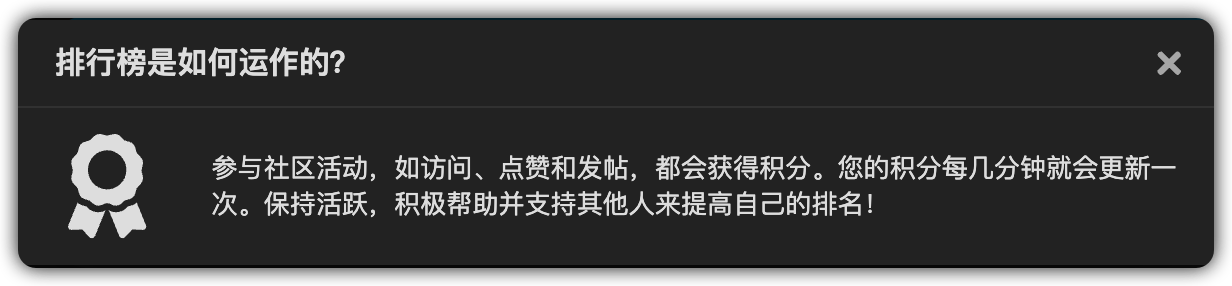 排行榜是如何运作的?
参与社区活动，如访问、点赞和发帖，都会获得积分。您的积分每几分钟就会更新一
次。保持活跃，积极帮助并支持其他人来提高自己的排名！